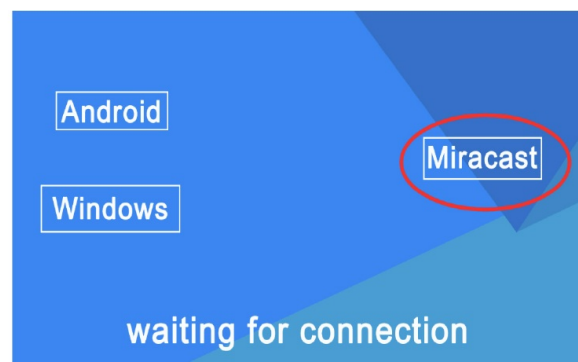 Android
Miracast
Windows
waiting for connection